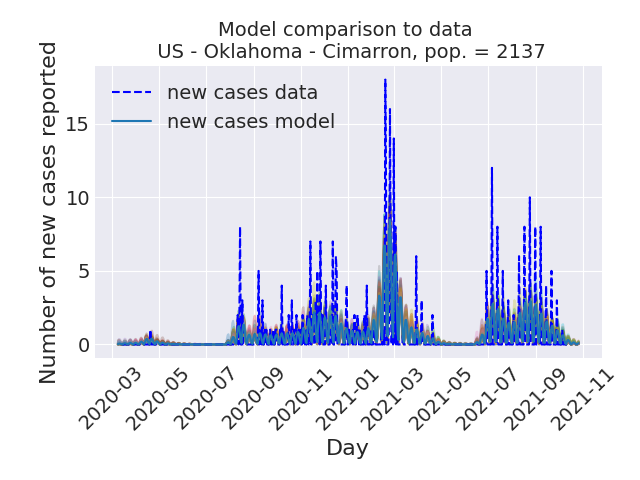 Model comparison to data
US - Oklahoma - Cimarron, pop. = 2137
Number of new cases reported
15
10
5
0
new cases data
new cases model
2020-03
2020-05
2020-07
2020-09
2020-11
2021-01
2021-03
2021-05
2021-07
2021-09
2021-11
Day